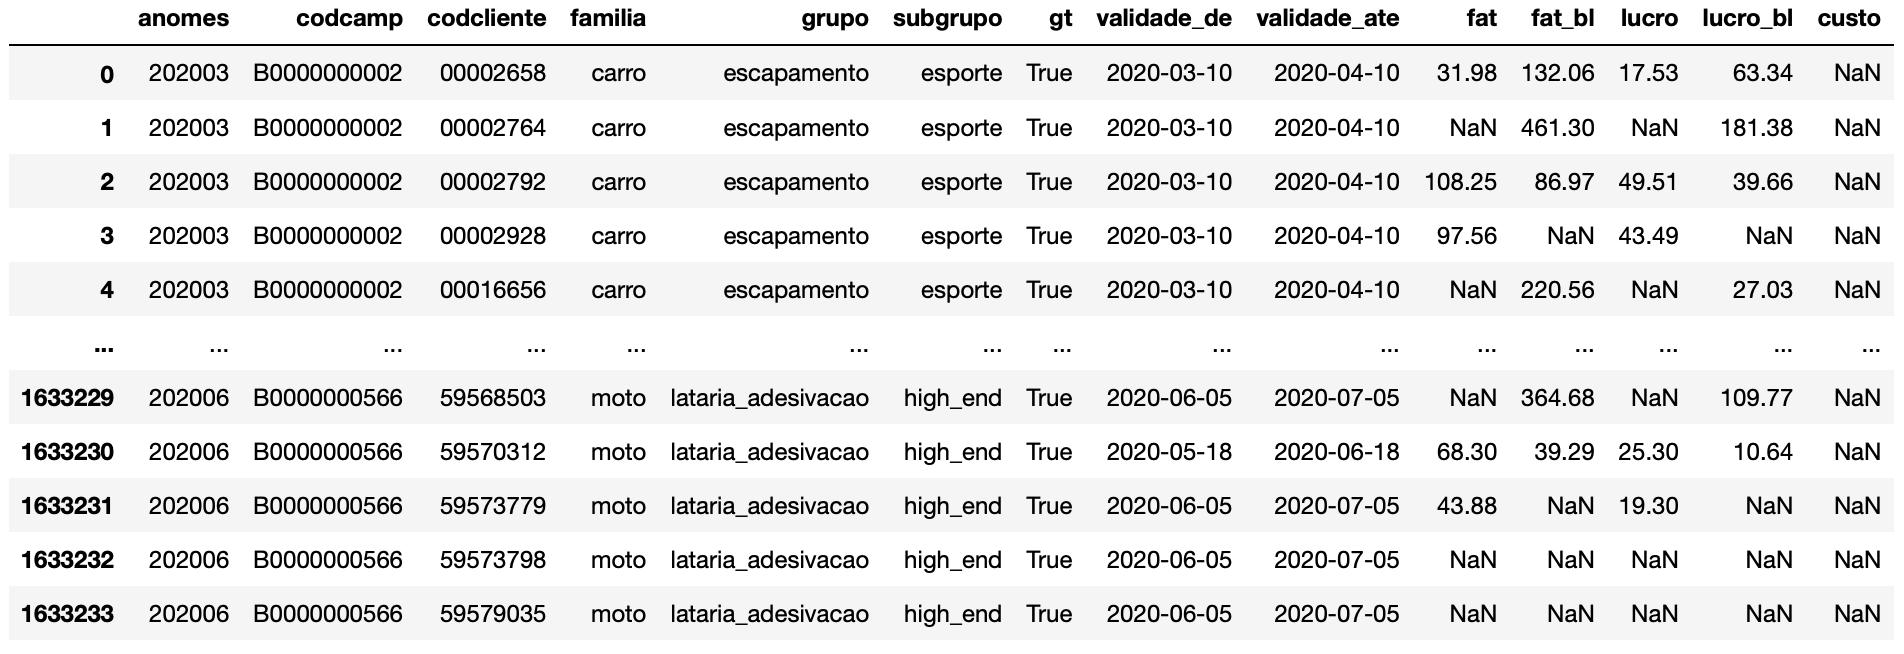 anomes codcamp codcliente familia grupo subgrupo gt validade_de validade_ate fat fat_bl lucro lucro_bl custo
0 202003 B0000000002 00002658 carro escapamento esporte True 2020-03-10 2020-04-10 31.98 132.06 17.53 63.34 NaN
1 202003 B0000000002 00002764 carro escapamento esporte True 2020-03-10 2020-04-10 NaN 461.30 NaN 181.38 NaN
2 202003 B0000000002 00002792 carro escapamento esporte True 2020-03-10 2020-04-10 108.25 86.97 49.51 39.66 NaN
3 202003 B0000000002 00002928 carro escapamento esporte True 2020-03-10 2020-04-10 97.56 NaN 43.49 NaN NaN
4 202003 B0000000002 00016656 carro escapamento esporte True 2020-03-10 2020-04-10 NaN 220.56 NaN 27.03 NaN
... ... ... ... ... ... ... ... ... ... ... ... ... ... ...
1633229 202006 B0000000566 59568503 moto lataria_adesivacao high_end True 2020-06-05 2020-07-05 NaN 364.68 NaN 109.77 NaN
1633230 202006 B0000000566 59570312 moto lataria_adesivacao high_end True 2020-05-18 2020-06-18 68.30 39.29 25.30 10.64 NaN
1633231 202006 B0000000566 59573779 moto lataria_adesivacao high_end True 2020-06-05 2020-07-05 43.88 NaN 19.30 NaN NaN
1633232 202006 B0000000566 59573798 moto lataria_adesivacao high_end True 2020-06-05 2020-07-05 NaN NaN NaN NaN NaN
1633233 202006 B0000000566 59579035 moto lataria_adesivacao high_end True 2020-06-05 2020-07-05 NaN NaN NaN NaN NaN